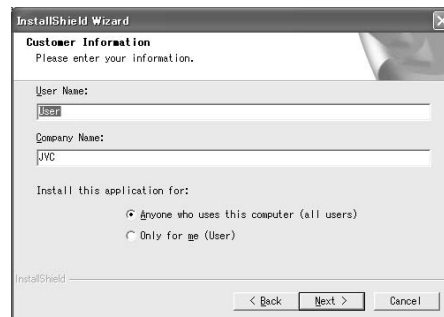 InstallShield Wizard
Customer Information
Please enter your information.
User Name:
User
Company Name:
JVC
Install this application for:
Anyone who uses this computer (all users)
Only for me (User)
InstallShield
< Back Next > Cancel